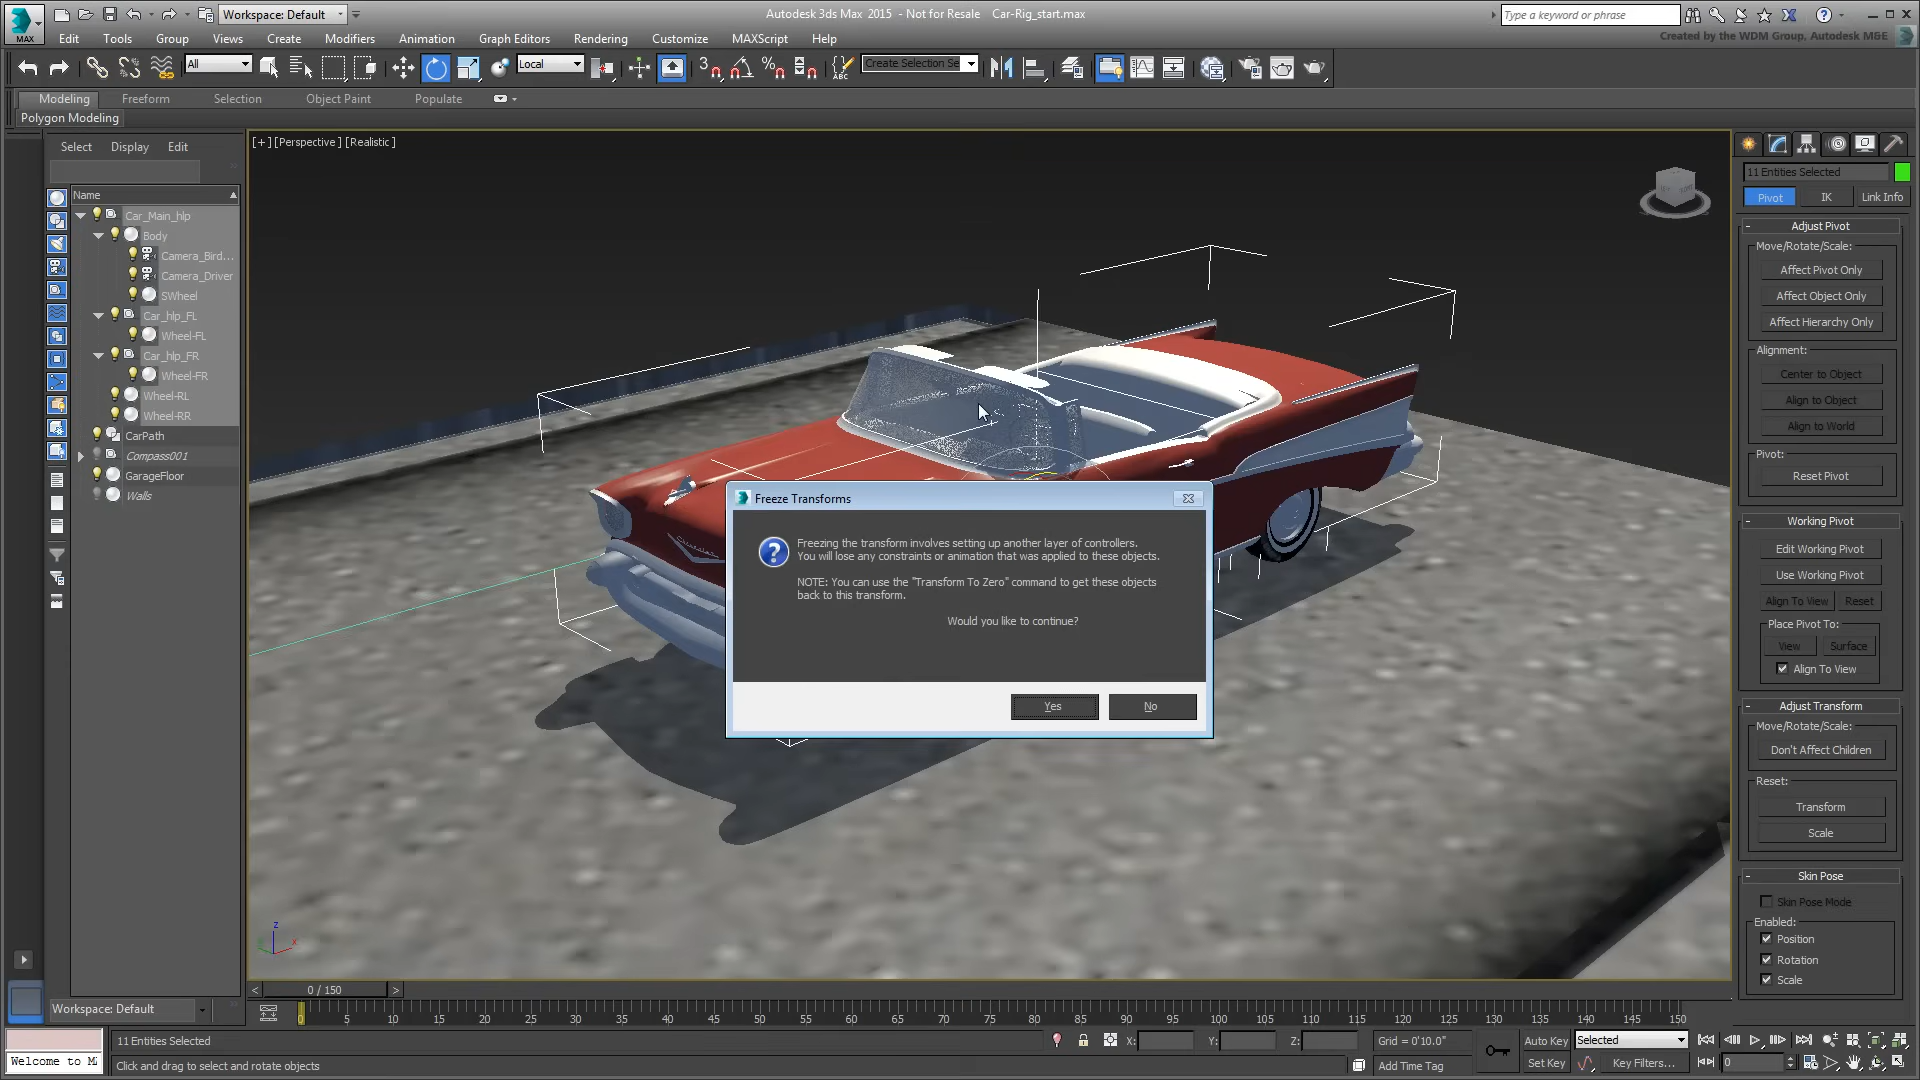 Workspace: Default
Autodesk 3ds Max 2015 - Not for Resale Car-Rig_start.max
Type a keyword or phrase
MAX
Edit Tools Group Views Create Modifiers Animation Graph Editors Rendering Customize MAXScript Help
Created by the WDM Group, Autodesk M&E
All
Local
Create Selection Se
Modeling Freeform Selection Object Paint Populate
Polygon Modeling
Select Display Edit
Name
Car_Main_hlp
Body
Camera_Bird...
Camera_Driver
SWheel
Car_hlp_FL
Wheel-FL
Car_hlp_FR
Wheel-FR
Wheel-RL
Wheel-RR
CarPath
Compass001
GarageFloor
Walls
[+] [Perspective] [Realistic]
Freeze Transforms
Freezing the transform involves setting up another layer of controllers.
You will lose any constraints or animation that was applied to these objects.
NOTE: You can use the "Transform To Zero" command to get these objects
back to this transform.
Would you like to continue?
Yes No
z
x
11 Entities Selected
Pivot IK Link Info
- Adjust Pivot
Move/Rotate/Scale:
Affect Pivot Only
Affect Object Only
Affect Hierarchy Only
Alignment:
Center to Object
Align to Object
Align to World
Pivot:
Reset Pivot
- Working Pivot
Edit Working Pivot
Use Working Pivot
Align To View Reset
Place Pivot To:
View Surface
Align To View
- Adjust Transform
Move/Rotate/Scale:
Don't Affect Children
Reset:
Transform
Scale
- Skin Pose
Skin Pose Mode
Enabled:
Position
Rotation
Scale
< 0 / 150 >
Workspace: Default
0 5 10 15 20 25 30 35 40 45 50 55 60 65 70 75 80 85 90 95 100 105 110 115 120 125 130 135 140 145 150
11 Entities Selected
X: Y: Z: Grid = 0'10.0"
Auto Key Selected
Welcome to M
Click and drag to select and rotate objects
Add Time Tag
Set Key Key Filters... 0